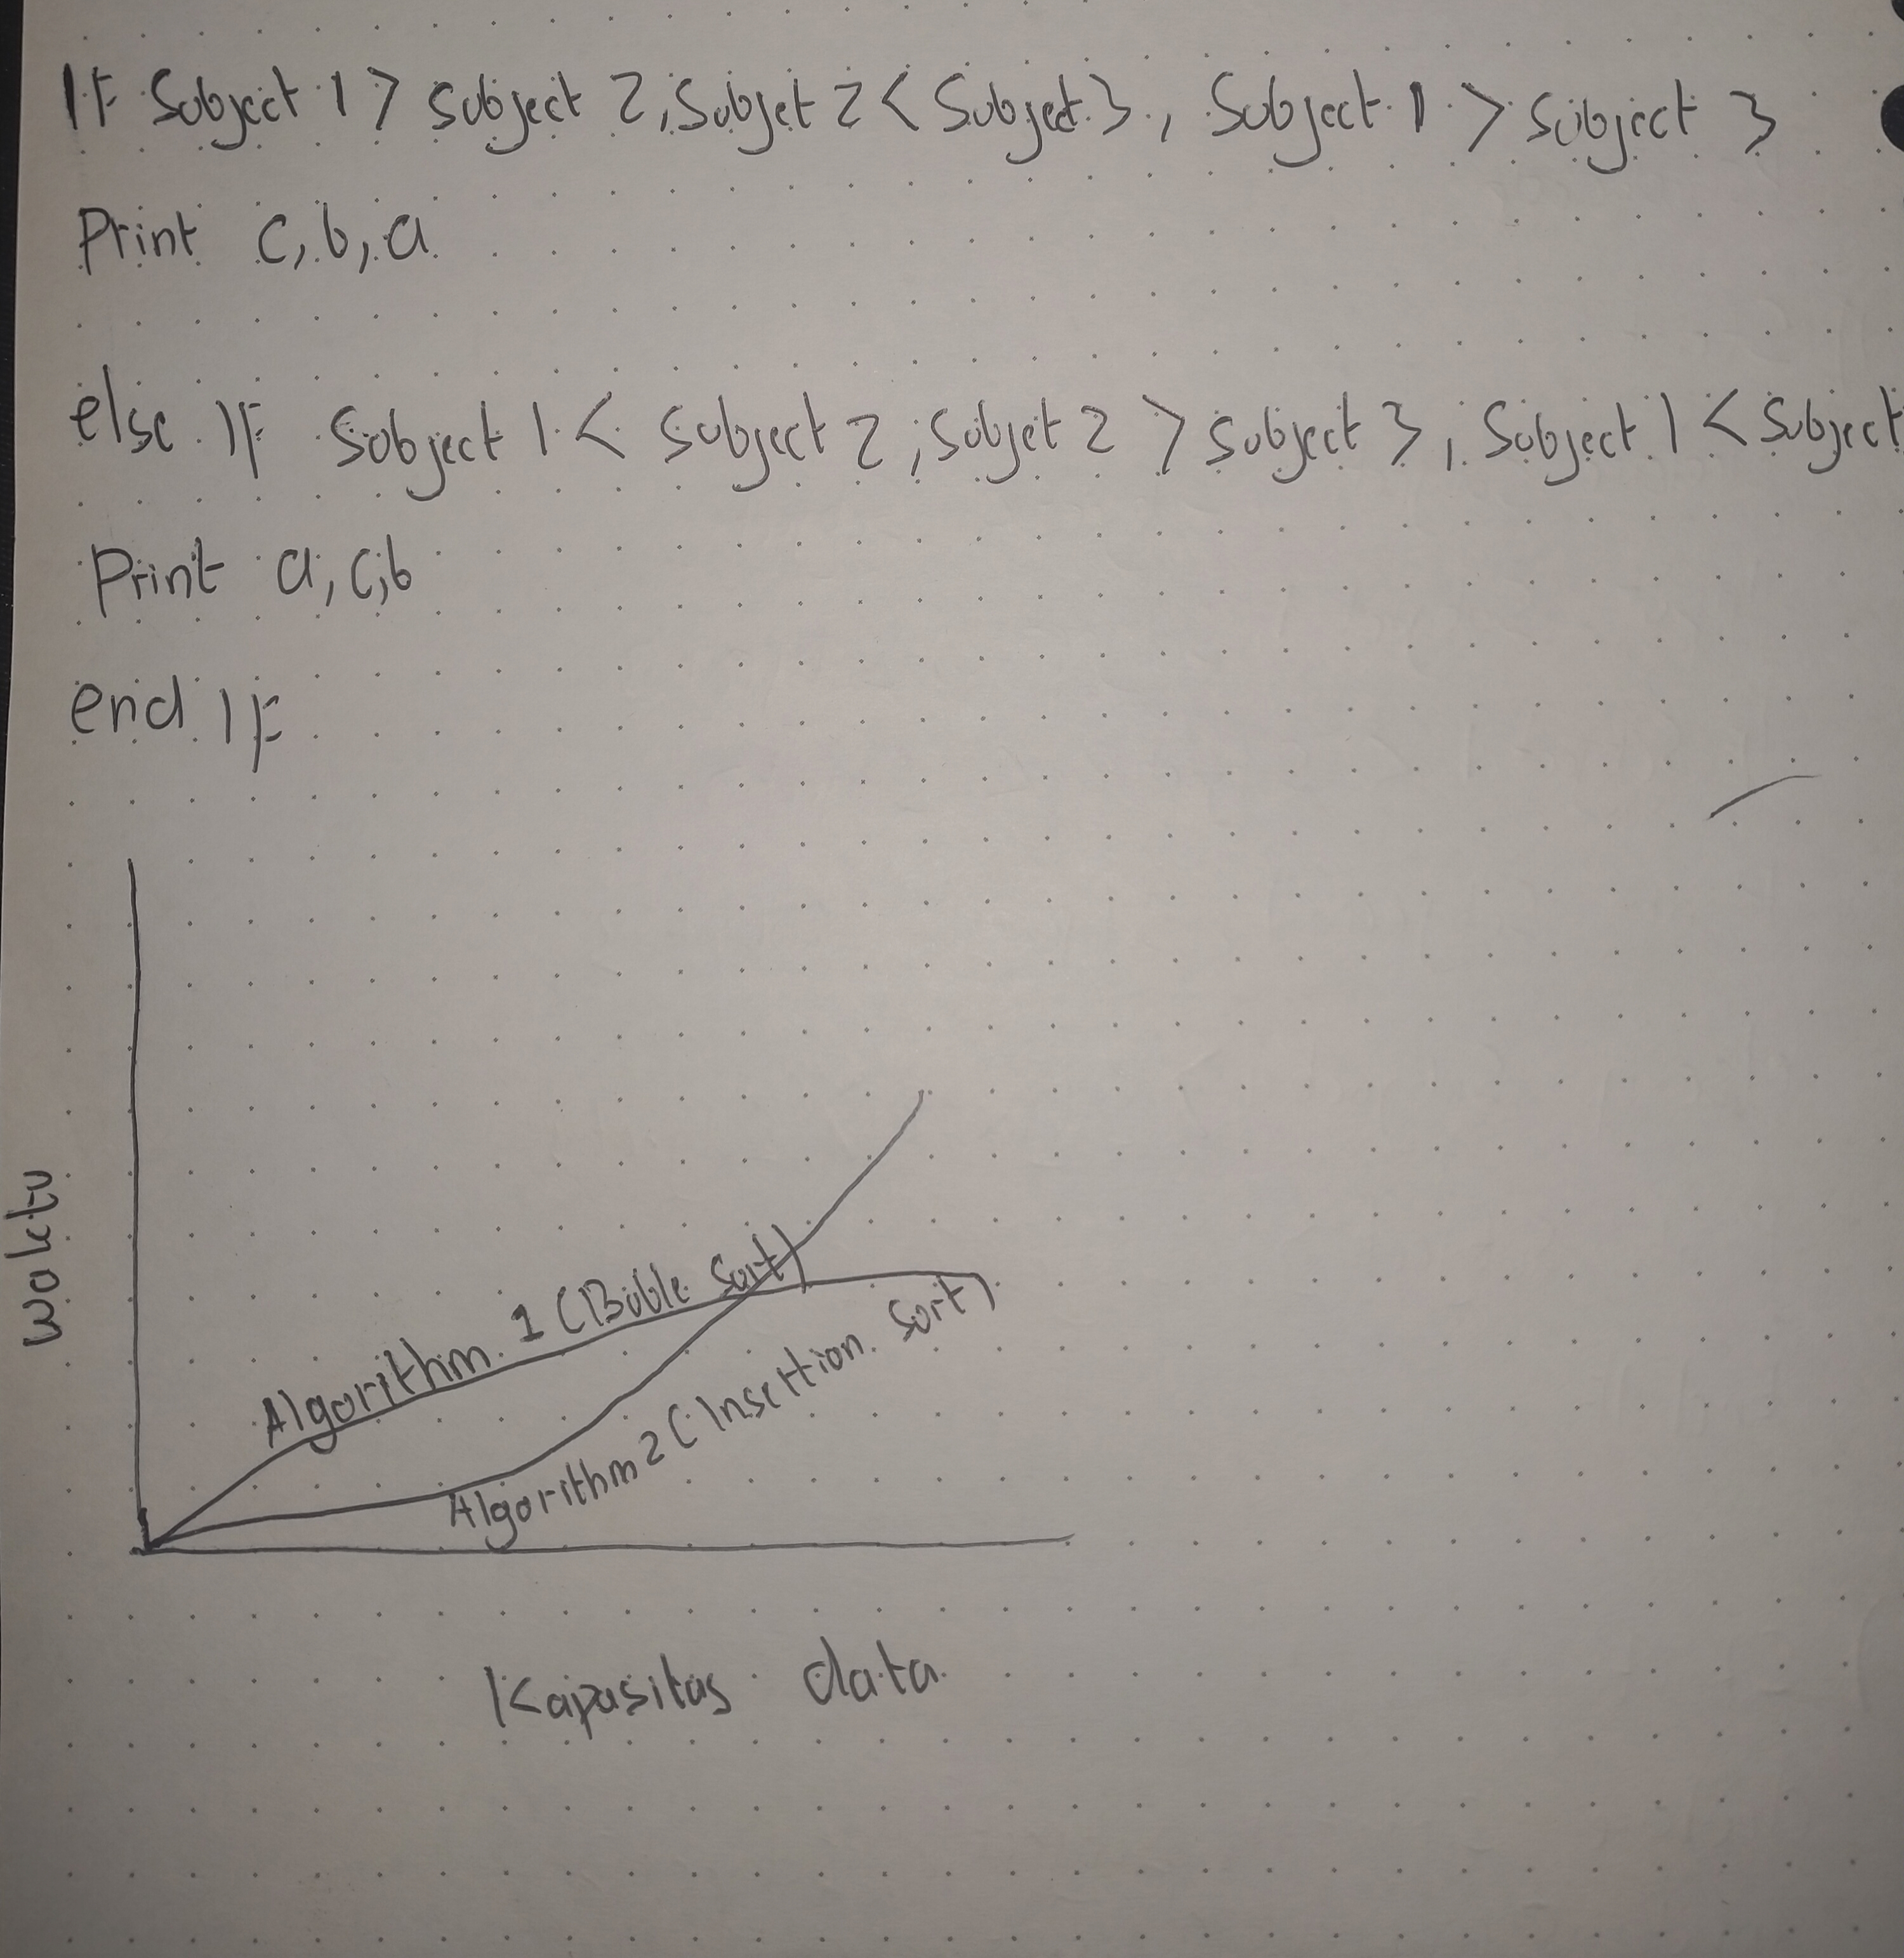 If Subject 1 > subject 2, Subjet 2 < Subject 3, Subject 1 > subject 3
Print c, b, a
else If Subject 1 < subject 2, Subjet 2 > subject 3, Subject 1 < Subject
Print a, c, b
end If
Waktu
Algorithm 1 (Buble Sort)
Algorithm 2 (Insertion Sort)
Kapasitas data